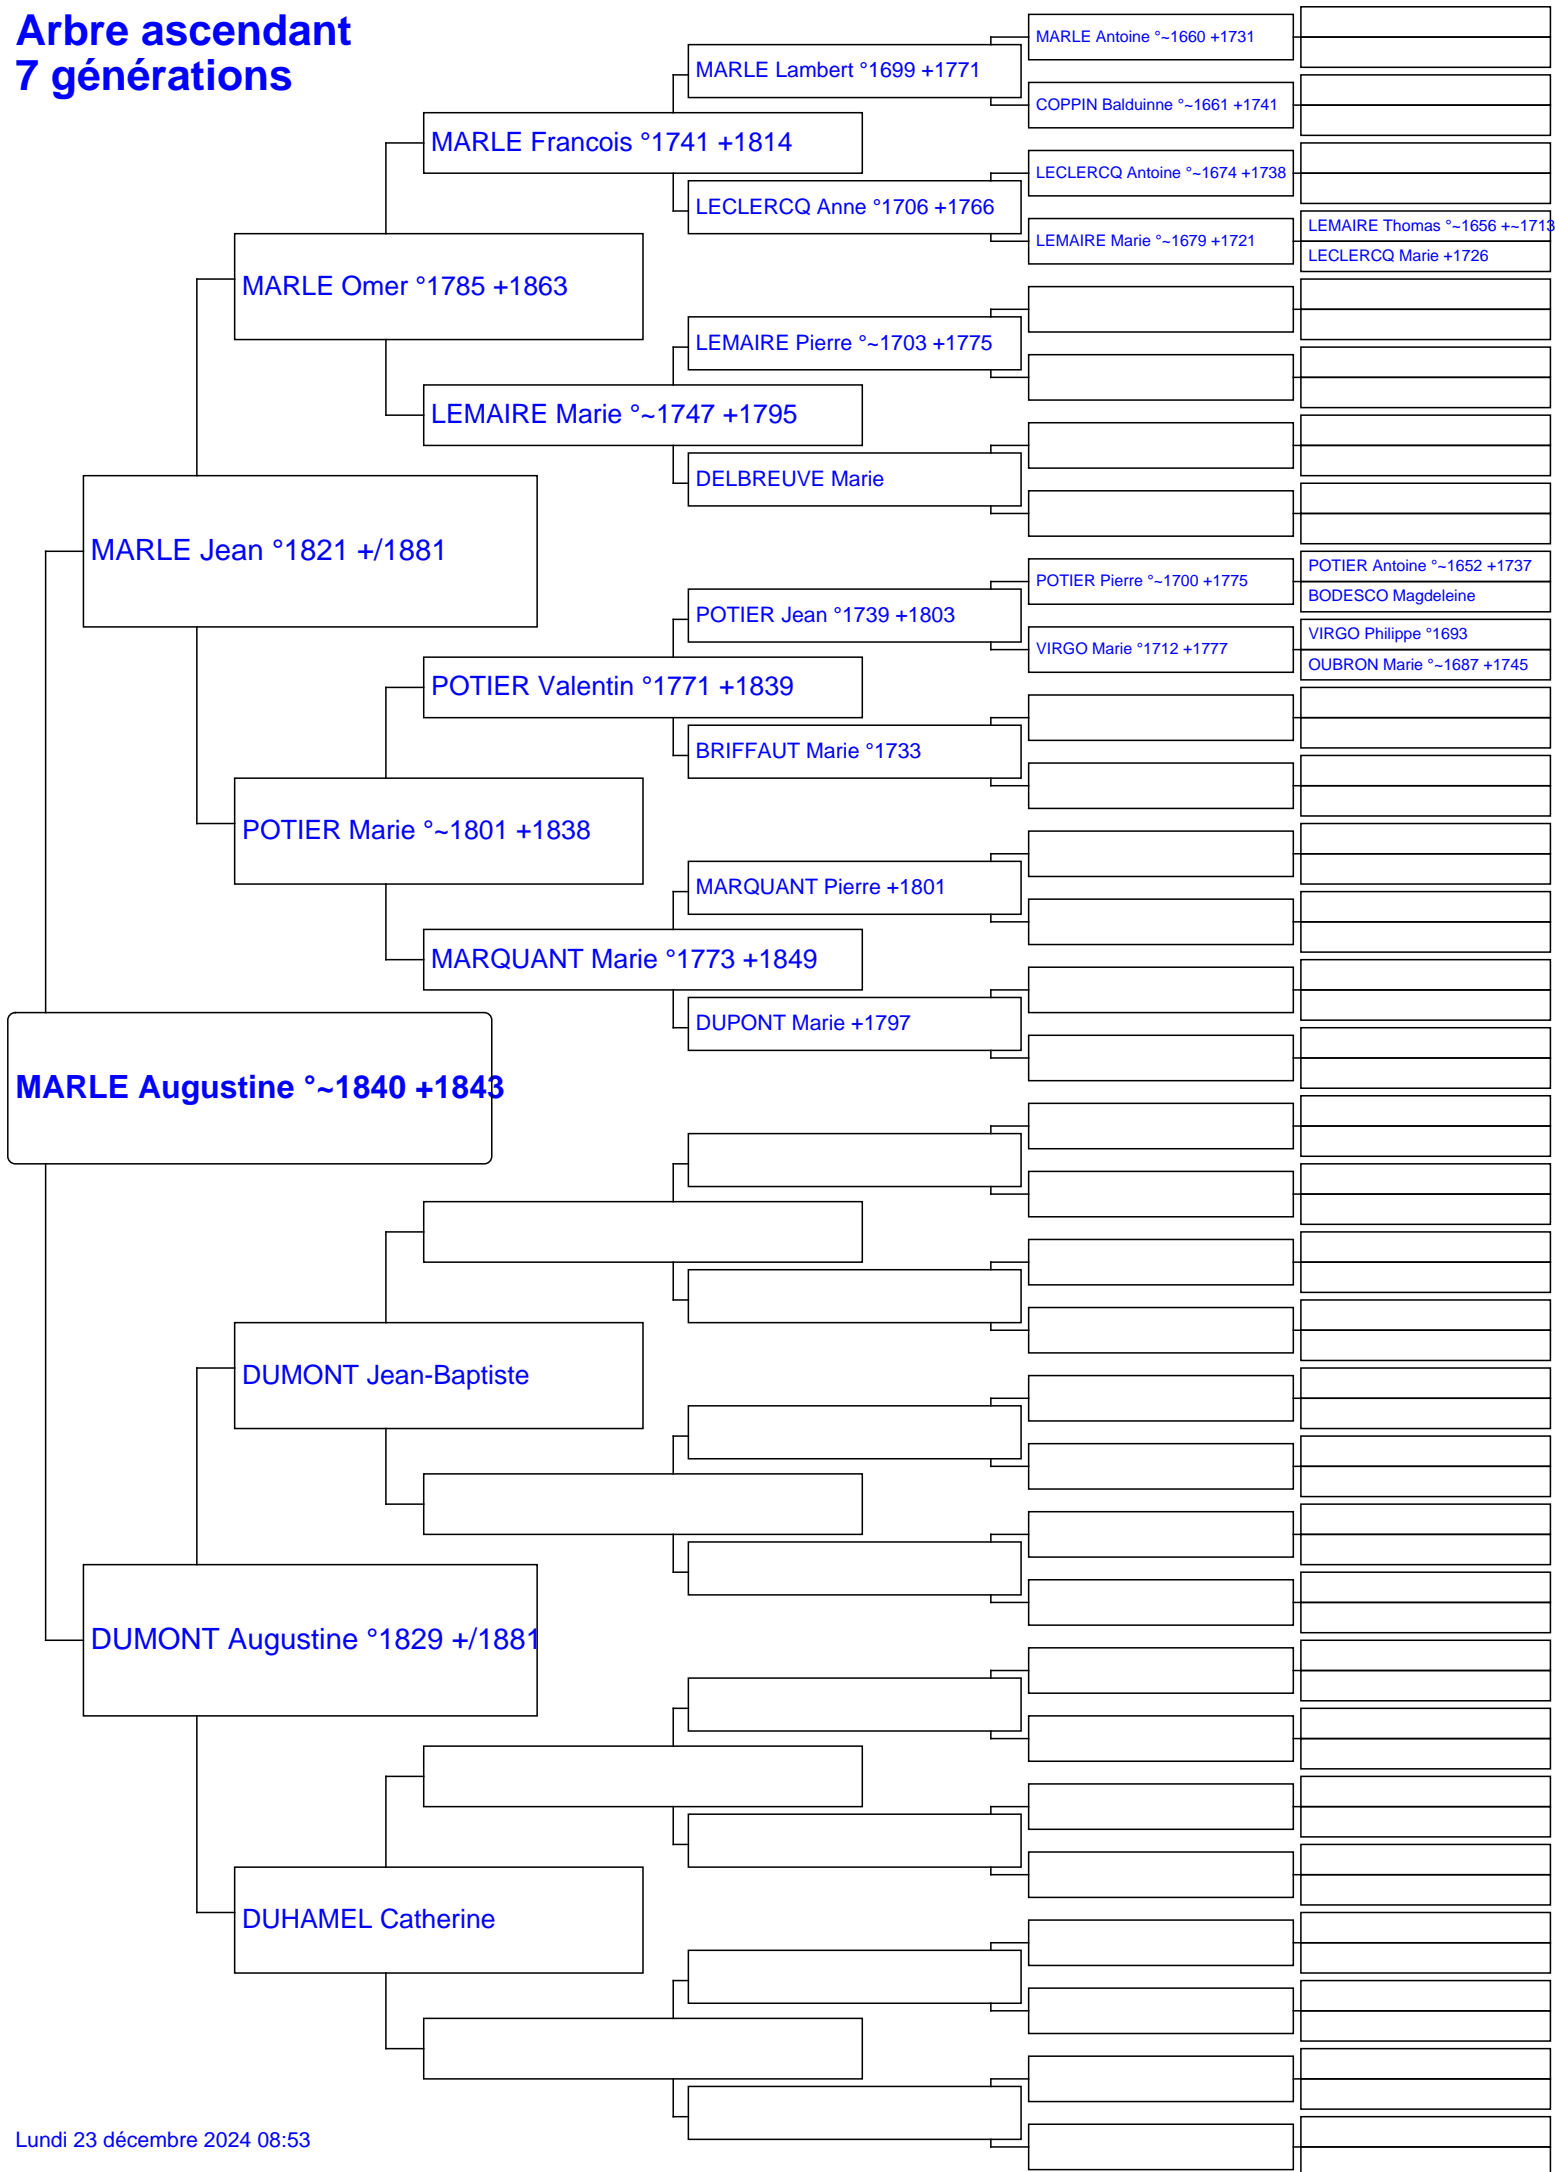 Arbre ascendant
7 générations
MARLE Antoine °~1660 +1731
MARLE Lambert °1699 +1771
COPPIN Balduinne °~1661 +1741
MARLE Francois °1741 +1814
LECLERCQ Antoine °~1674 +1738
LECLERCQ Anne °1706 +1766
LEMAIRE Thomas °~1656 +~1713
LEMAIRE Marie °~1679 +1721
LECLERCQ Marie +1726
MARLE Omer °1785 +1863
LEMAIRE Pierre °~1703 +1775
LEMAIRE Marie °~1747 +1795
DELBREUVE Marie
MARLE Jean °1821 +/1881
POTIER Antoine °~1652 +1737
POTIER Pierre °~1700 +1775
BODESCO Magdeleine
POTIER Jean °1739 +1803
VIRGO Philippe °1693
VIRGO Marie °1712 +1777
OUBRON Marie °~1687 +1745
POTIER Valentin °1771 +1839
BRIFFAUT Marie °1733
POTIER Marie °~1801 +1838
MARQUANT Pierre +1801
MARQUANT Marie °1773 +1849
DUPONT Marie +1797
MARLE Augustine °~1840 +1843
DUMONT Jean-Baptiste
DUMONT Augustine °1829 +/1881
DUHAMEL Catherine
Lundi 23 décembre 2024 08:53